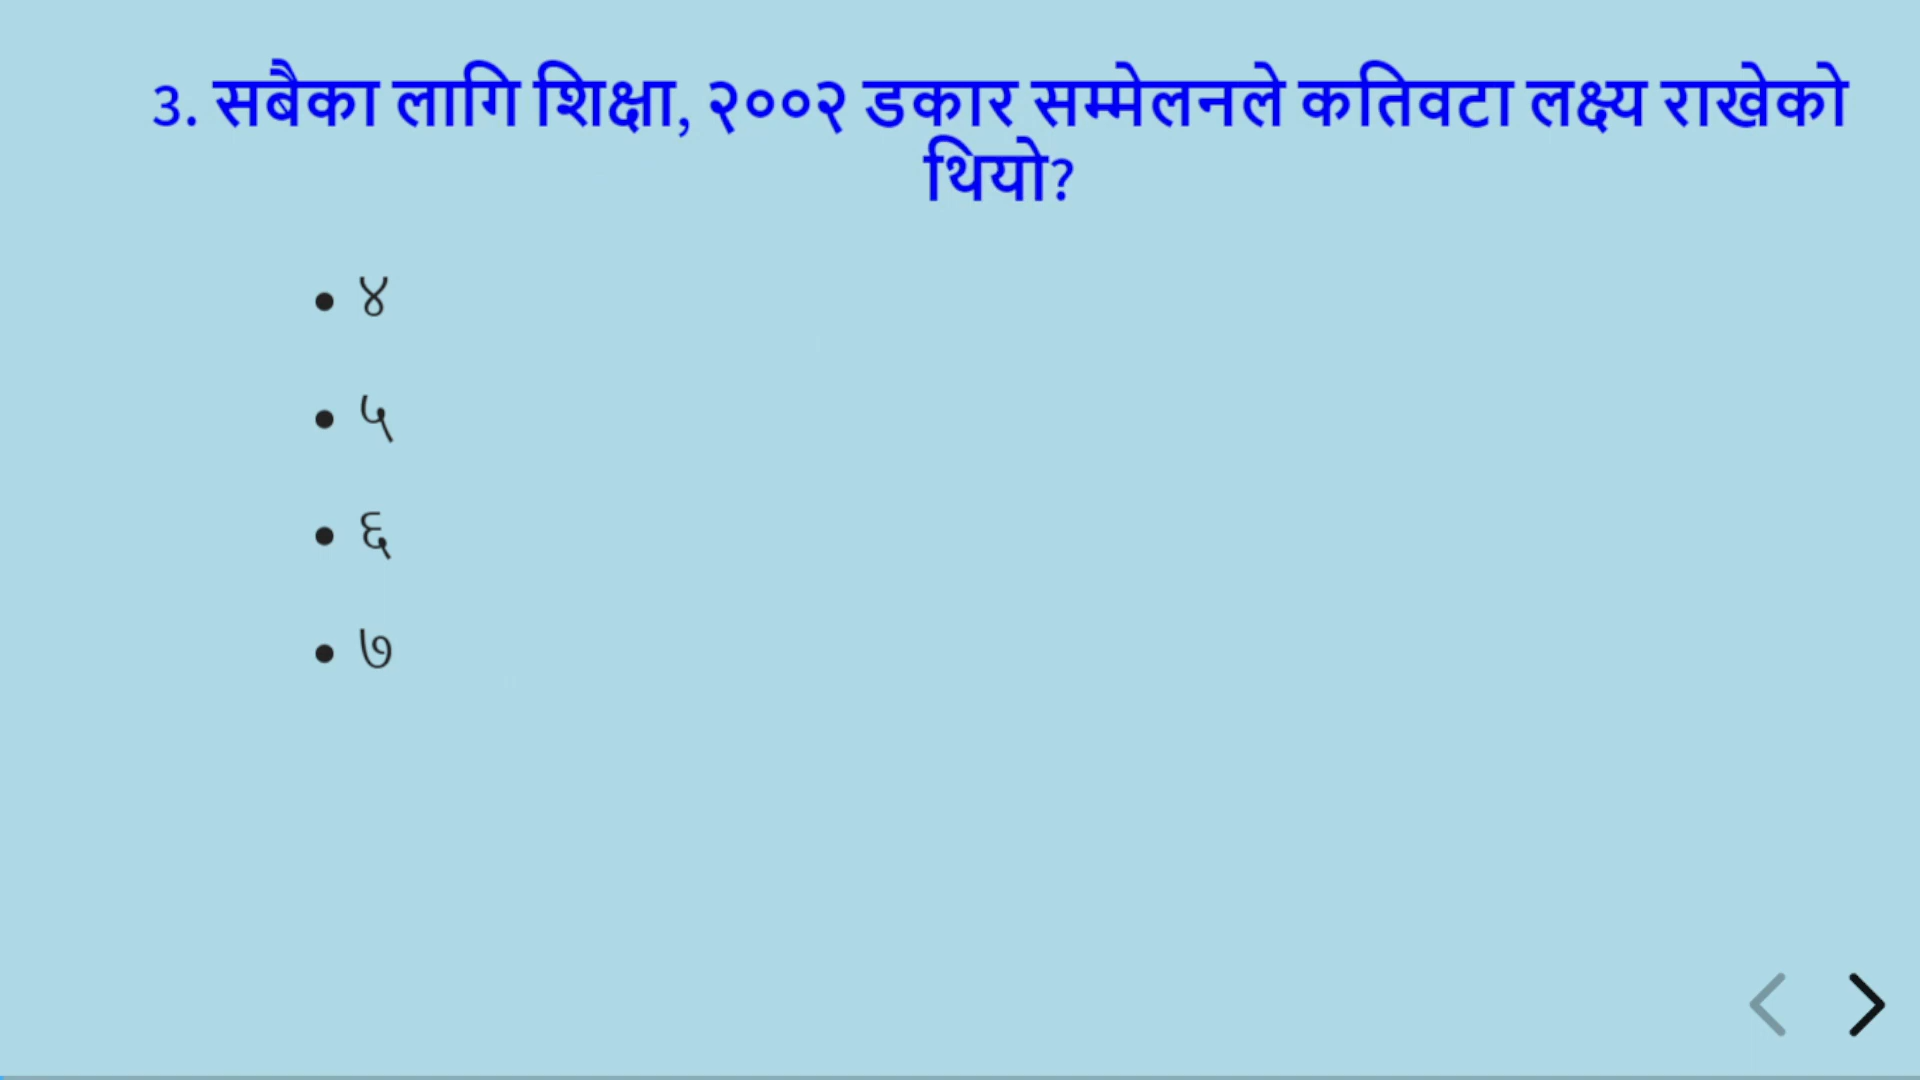 3. सबैका लागि शिक्षा, २००२ डकार सम्मेलनले कतिवटा लक्ष्य राखेको
थियो?
• ४
• ५
• ६
• ७